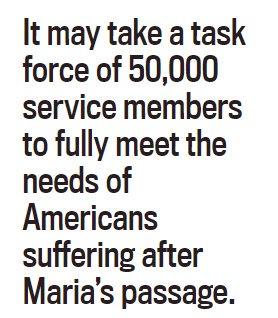 It may take a task
force of 50,000
service members
to fully meet the
needs of
Americans
suffering after
Maria's passage.